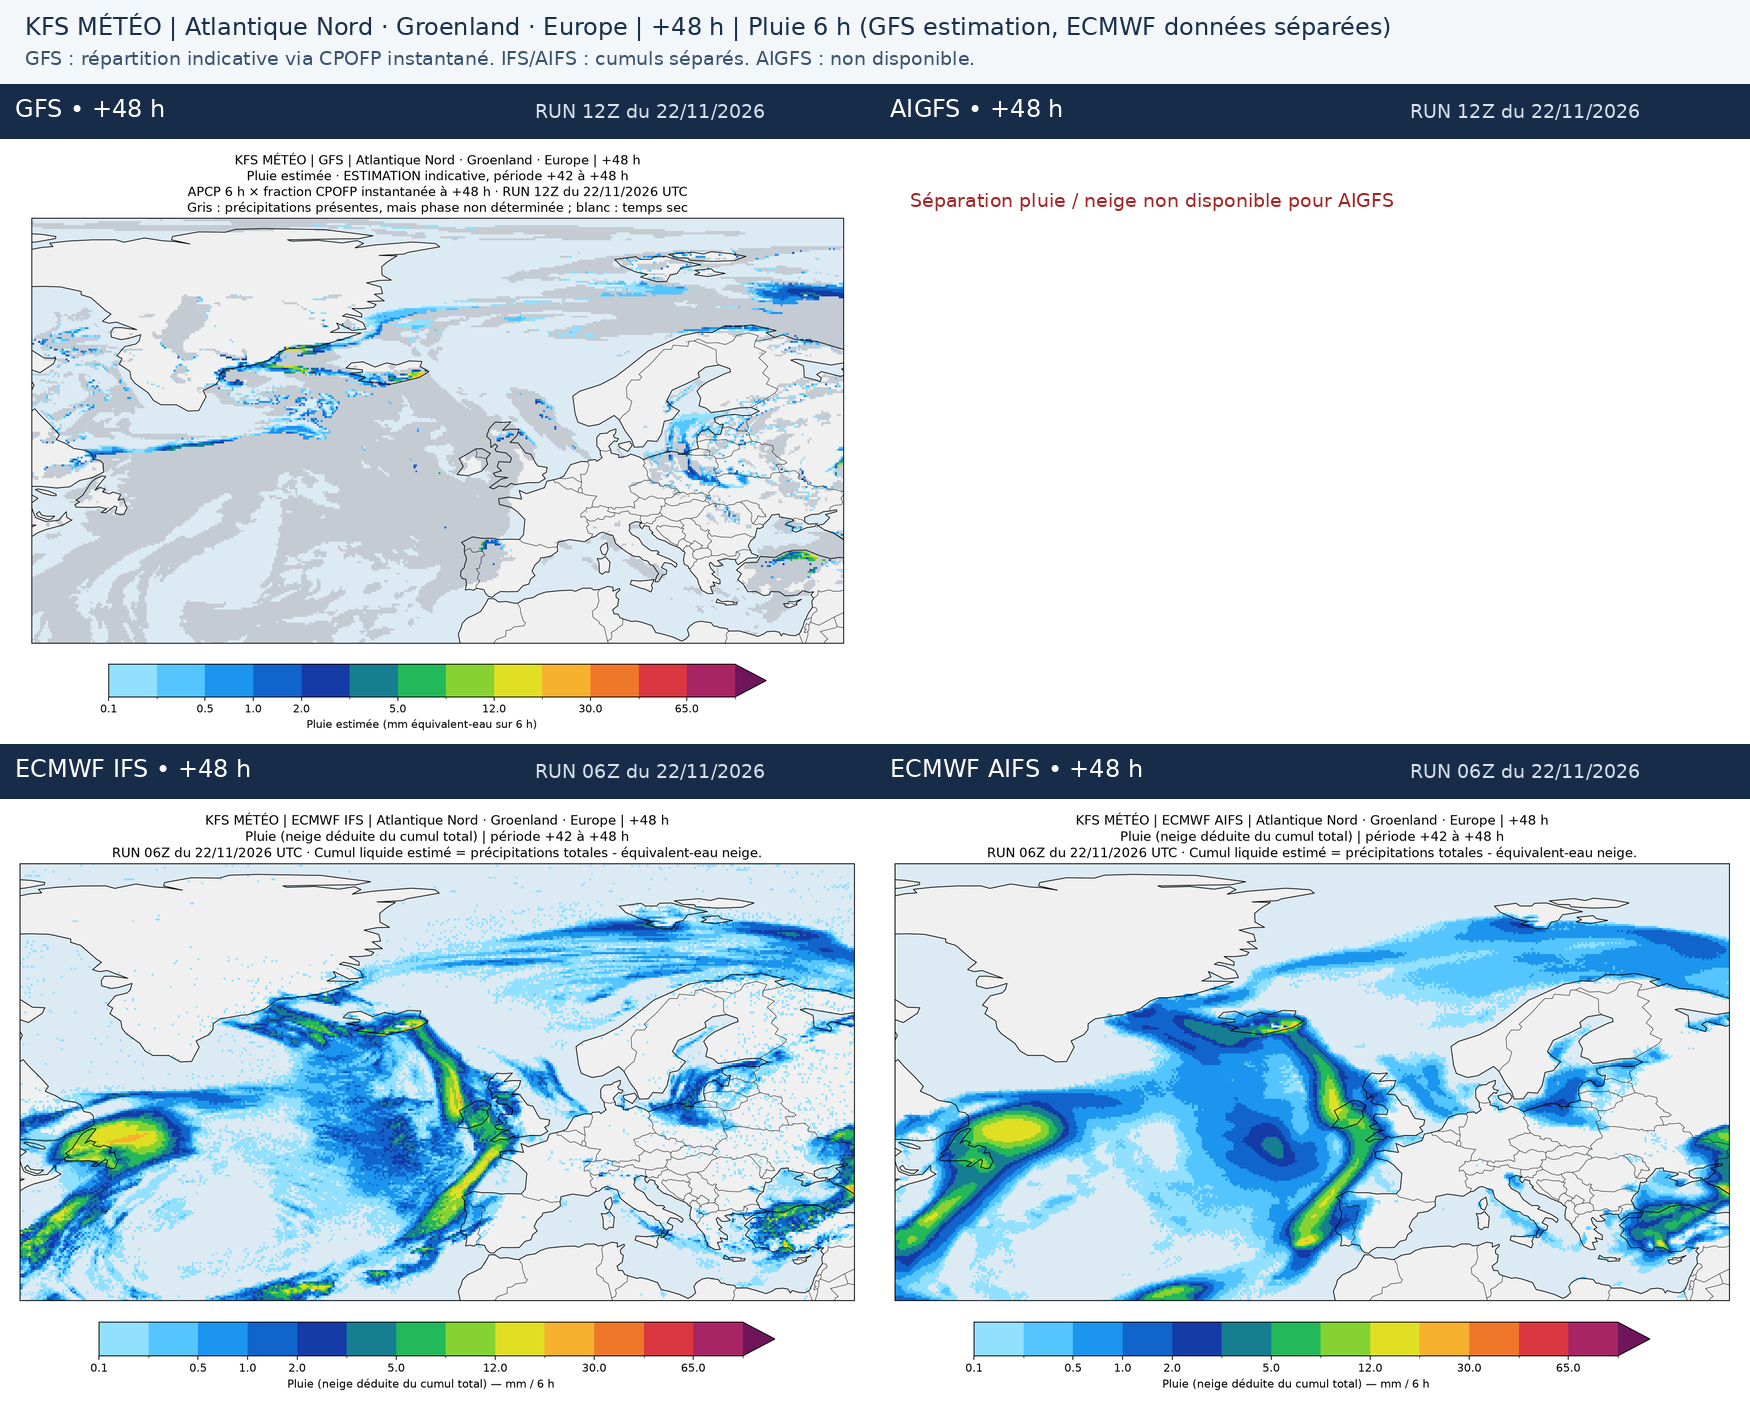 KFS MÉTÉO | Atlantique Nord · Groenland · Europe | +48 h | Pluie 6 h (GFS estimation, ECMWF données séparées)
GFS : répartition indicative via CPOFP instantané. IFS/AIFS : cumuls séparés. AIGFS : non disponible.
GFS • +48 h
RUN 12Z du 22/11/2026
AIGFS • +48 h
RUN 12Z du 22/11/2026
KFS MÉTÉO | GFS | Atlantique Nord · Groenland · Europe | +48 h
Pluie estimée · ESTIMATION indicative, période +42 à +48 h
APCP 6 h × fraction CPOFP instantanée à +48 h · RUN 12Z du 22/11/2026 UTC
Gris : précipitations présentes, mais phase non déterminée ; blanc : temps sec
0.1 0.5 1.0 2.0 5.0 12.0 30.0 65.0
Pluie estimée (mm équivalent-eau sur 6 h)
Séparation pluie / neige non disponible pour AIGFS
ECMWF IFS • +48 h
RUN 06Z du 22/11/2026
ECMWF AIFS • +48 h
RUN 06Z du 22/11/2026
KFS MÉTÉO | ECMWF IFS | Atlantique Nord · Groenland · Europe | +48 h
Pluie (neige déduite du cumul total) | période +42 à +48 h
RUN 06Z du 22/11/2026 UTC · Cumul liquide estimé = précipitations totales - équivalent-eau neige.
0.1 0.5 1.0 2.0 5.0 12.0 30.0 65.0
Pluie (neige déduite du cumul total) — mm / 6 h
KFS MÉTÉO | ECMWF AIFS | Atlantique Nord · Groenland · Europe | +48 h
Pluie (neige déduite du cumul total) | période +42 à +48 h
RUN 06Z du 22/11/2026 UTC · Cumul liquide estimé = précipitations totales - équivalent-eau neige.
0.1 0.5 1.0 2.0 5.0 12.0 30.0 65.0
Pluie (neige déduite du cumul total) — mm / 6 h